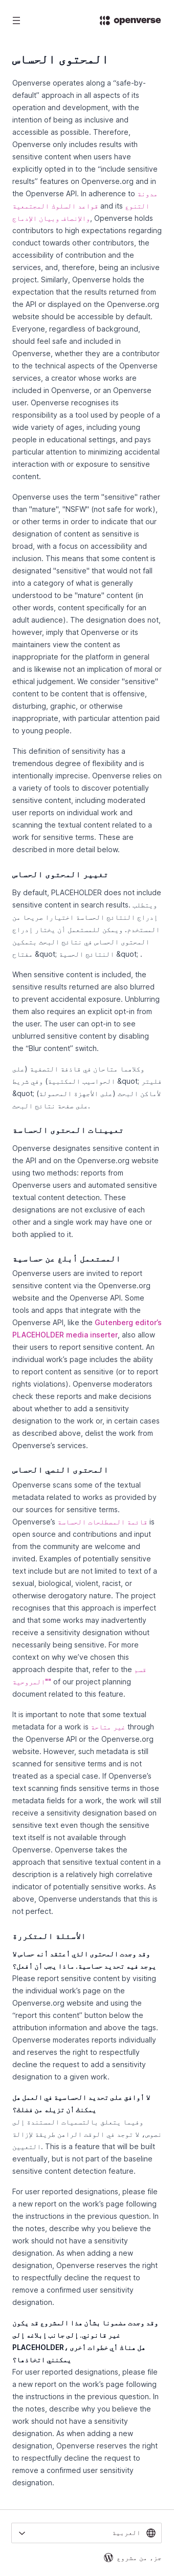 openverse
المحتوى الحساس
Openverse operates along a "safe-by-
default" approach in all aspects of its
operation and development, with the
intention of being as inclusive and
accessible as possible. Therefore,
Openverse only includes results with
sensitive content when users have
explicitly opted in to the "include sensitive
results" features on Openverse.org and in
the Openverse API. In adherence to مدونة
قواعد السلوك المجتمعية and its التنوع
والإنصاف وبيان الإدماج, Openverse holds
contributors to high expectations regarding
conduct towards other contributors, the
accessibility of contribution and the
services, and, therefore, being an inclusive
project. Similarly, Openverse holds the
expectation that the results returned from
the API or displayed on the Openverse.org
website should be accessible by default.
Everyone, regardless of background,
should feel safe and included in
Openverse, whether they are a contributor
to the technical aspects of the Openverse
services, a creator whose works are
included in Openverse, or an Openverse
user. Openverse recognises its
responsibility as a tool used by people of a
wide variety of ages, including young
people in educational settings, and pays
particular attention to minimizing accidental
interaction with or exposure to sensitive
content.
Openverse uses the term "sensitive" rather
than "mature", "NSFW" (not safe for work),
or other terms in order to indicate that our
designation of content as sensitive is
broad, with a focus on accessibility and
inclusion. This means that some content is
designated "sensitive" that would not fall
into a category of what is generally
understood to be "mature" content (in
other words, content specifically for an
adult audience). The designation does not,
however, imply that Openverse or its
maintainers view the content as
inappropriate for the platform in general
and is likewise not an implication of moral or
ethical judgement. We consider "sensitive"
content to be content that is offensive,
disturbing, graphic, or otherwise
inappropriate, with particular attention paid
to young people.
This definition of sensitivity has a
tremendous degree of flexibility and is
intentionally imprecise. Openverse relies on
a variety of tools to discover potentially
sensitive content, including moderated
user reports on individual work and
scanning the textual content related to a
work for sensitive terms. These are
described in more detail below.
تغيير المحتوى الحساس
By default, PLACEHOLDER does not include
sensitive content in search results. ويتطلب
إدراج النتائج الحساسة اختيارا صريحا من
المستخدم. ويمكن للمستعمل أن يختار إدراج
المحتوى الحساس في نتائج البحث بتمكين
مفتاح &quot; النتائج الحسية &quot; .
When sensitive content is included, the
sensitive results returned are also blurred
to prevent accidental exposure. Unblurring
them also requires an explicit opt-in from
the user. The user can opt-in to see
unblurred sensitive content by disabling
the "Blur Content" switch.
وكلاهما متاحان في قاذفة التصفية (على
الحواسيب المكتبية) وفي شريط &quot; فليتر
&quot; لأماكن البحث (على الاجهزة المحمولة)
على صفحة نتائج البحث.
تعيينات المحتوى الحساسة
Openverse designates sensitive content in
the API and on the Openverse.org website
using two methods: reports from
Openverse users and automated sensitive
textual content detection. These
designations are not exclusive of each
other and a single work may have one or
both applied to it.
المستعمل أبلغ عن حساسية
Openverse users are invited to report
sensitive content via the Openverse.org
website and the Openverse API. Some
tools and apps that integrate with the
Openverse API, like the Gutenberg editor's
PLACEHOLDER media inserter, also allow
their users to report sensitive content. An
individual work's page includes the ability
to report content as sensitive (or to report
rights violations). Openverse moderators
check these reports and make decisions
about whether to add a sensitivity
designation to the work or, in certain cases
as described above, delist the work from
Openverse's services.
المحتوى النصي الحساس
Openverse scans some of the textual
metadata related to works as provided by
our sources for sensitive terms.
Openverse's قائمة المصطلحات الحساسة is
open source and contributions and input
from the community are welcome and
invited. Examples of potentially sensitive
text include but are not limited to text of a
sexual, biological, violent, racist, or
otherwise derogatory nature. The project
recognises that this approach is imperfect
and that some works may inadvertently
receive a sensitivity designation without
necessarily being sensitive. For more
context on why we've chosen this
approach despite that, refer to the قسم
المروحية"" of our project planning
document related to this feature.
It is important to note that some textual
metadata for a work is غير متاحة through
the Openverse API or the Openverse.org
website. However, such metadata is still
scanned for sensitive terms and is not
treated as a special case. If Openverse's
text scanning finds sensitive terms in those
metadata fields for a work, the work will still
receive a sensitivity designation based on
sensitive text even though the sensitive
text itself is not available through
Openverse. Openverse takes the
approach that sensitive textual content in a
description is a relatively high correlative
indicator of potentially sensitive works. As
above, Openverse understands that this is
not perfect.
الأسئلة المتكررة
وقد وجدت المحتوى الذي أعتقد أنه حساس لا
يوجد فيه تحديد حساسية. ماذا يجب أن أفعل؟
Please report sensitive content by visiting
the individual work's page on the
Openverse.org website and using the
"report this content" button below the
attribution information and above the tags.
Openverse moderates reports individually
and reserves the right to respectfully
decline the request to add a sensitivity
designation to a given work.
لا أوافق على تحديد الحساسية في العمل هل
يمكنك أن تزيله من فضلك؟
وفيما يتعلق بالتسميات المستندة إلى
نصوص، لا توجد في الوقت الراهن طريقة لإزالة
التعيين. This is a feature that will be built
eventually, but is not part of the baseline
sensitive content detection feature.
For user reported designations, please file
a new report on the work's page following
the instructions in the previous question. In
the notes, describe why you believe the
work should not have a sensitivity
designation. As when adding a new
designation, Openverse reserves the right
to respectfully decline the request to
remove a confirmed user sensitivity
designation.
وقد وجدت مضمونا بشأن هذا المشروع قد يكون
غير قانوني. إلى جانب إبلاغه إلى
PLACEHOLDER، هل هناك أي خطوات أخرى
يمكنني اتخاذها؟
For text reported designations, please file
a new report on the work's page following
the instructions in the previous question. In
the notes, describe why you believe the
work should not have a sensitivity
designation. As when adding a new
designation, Openverse reserves the right
to respectfully decline the request to
remove a confirmed user sensitivity
designation.
العربية
جزء من مشروع